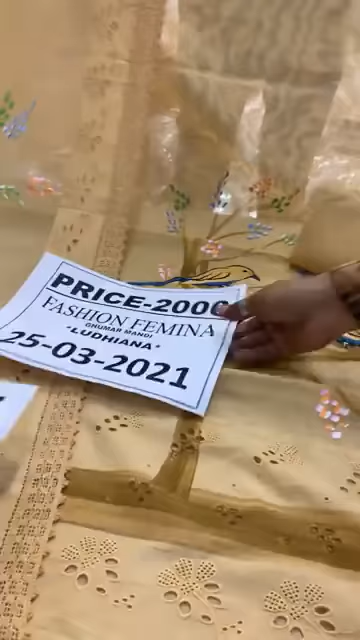 PRICE-2000
FASHION FEMINA
GHUMAR MANDI
*LUDHIANA*
25-03-2021